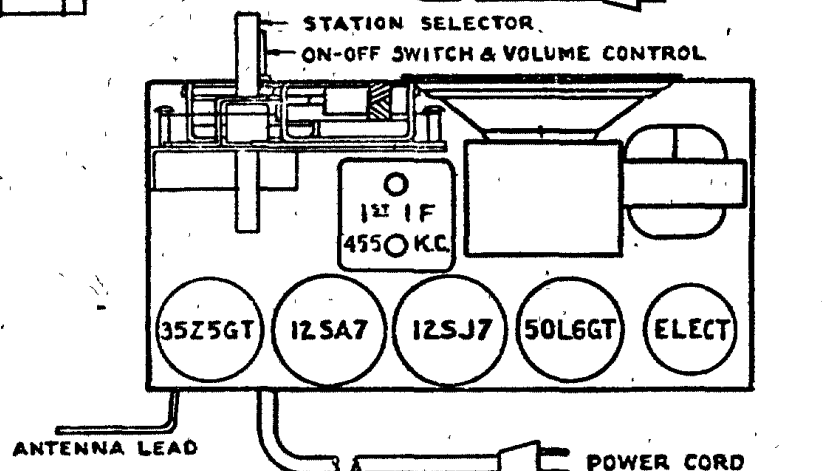 STATION SELECTOR
ON-OFF SWITCH & VOLUME CONTROL
1ST IF
455 K.C.
35Z5GT 12SA7 12SJ7 50L6GT ELECT
ANTENNA LEAD
POWER CORD